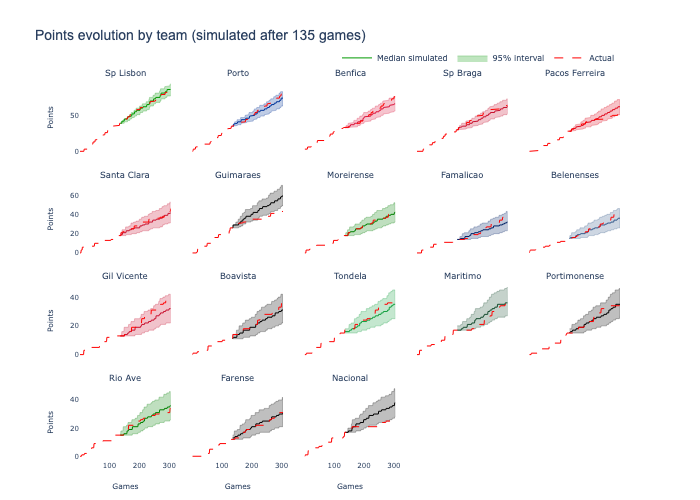 Points evolution by team (simulated after 135 games)
Median simulated 95% interval Actual
Sp Lisbon Porto Benfica Sp Braga Pacos Ferreira
Points
50
0
Santa Clara Guimaraes Moreirense Famalicao Belenenses
Points
60
40
20
0
Gil Vicente Boavista Tondela Maritimo Portimonense
Points
40
20
0
Rio Ave Farense Nacional
Points
40
20
0
100 200 300 100 200 300 100 200 300
Games Games Games